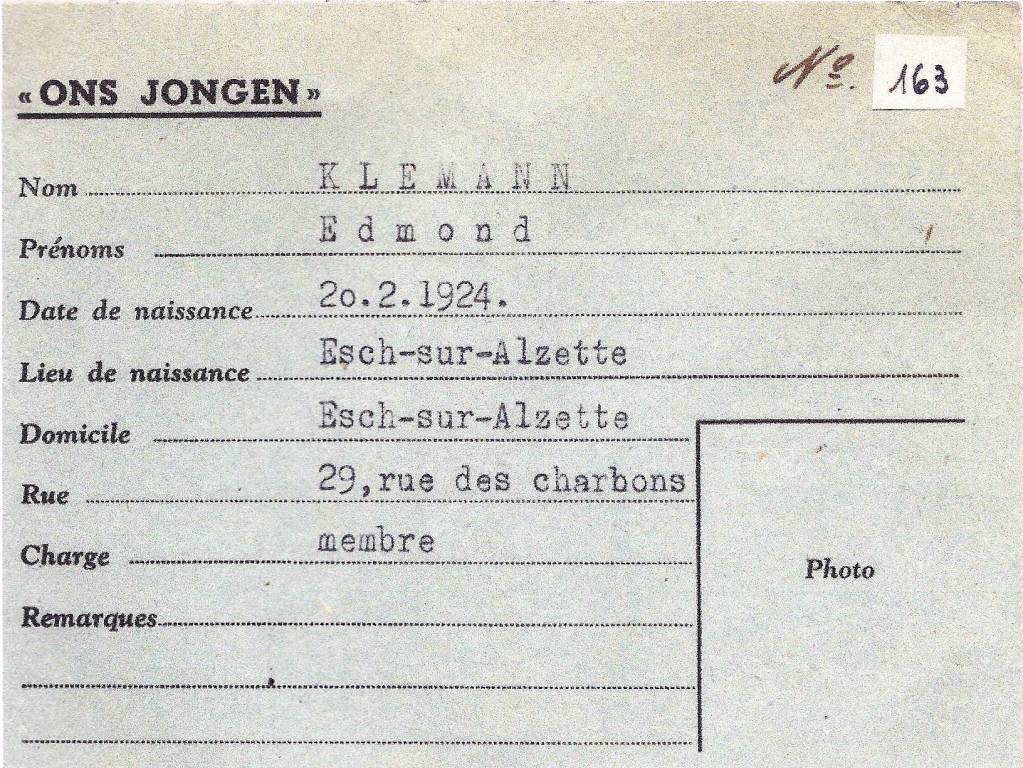 « ONS JONGEN »
Nº. 163
Nom KLEMANN
Prénoms Edmond
Date de naissance 2o.2.1924.
Lieu de naissance Esch-sur-Alzette
Domicile Esch-sur-Alzette
Rue 29,rue des charbons
Charge membre
Photo
Remarques